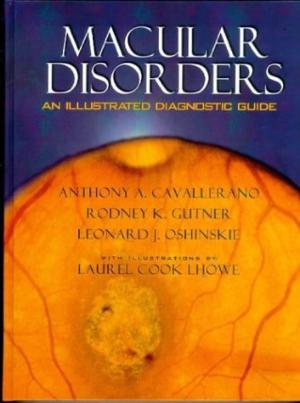 MACULAR
DISORDERS
AN ILLUSTRATED DIAGNOSTIC GUIDE
ANTHONY A. CAVALLERANO
RODNEY K. GUTNER
LEONARD J. OSHINSKIE
WITH ILLUSTRATIONS BY
LAUREL COOK LHOWE